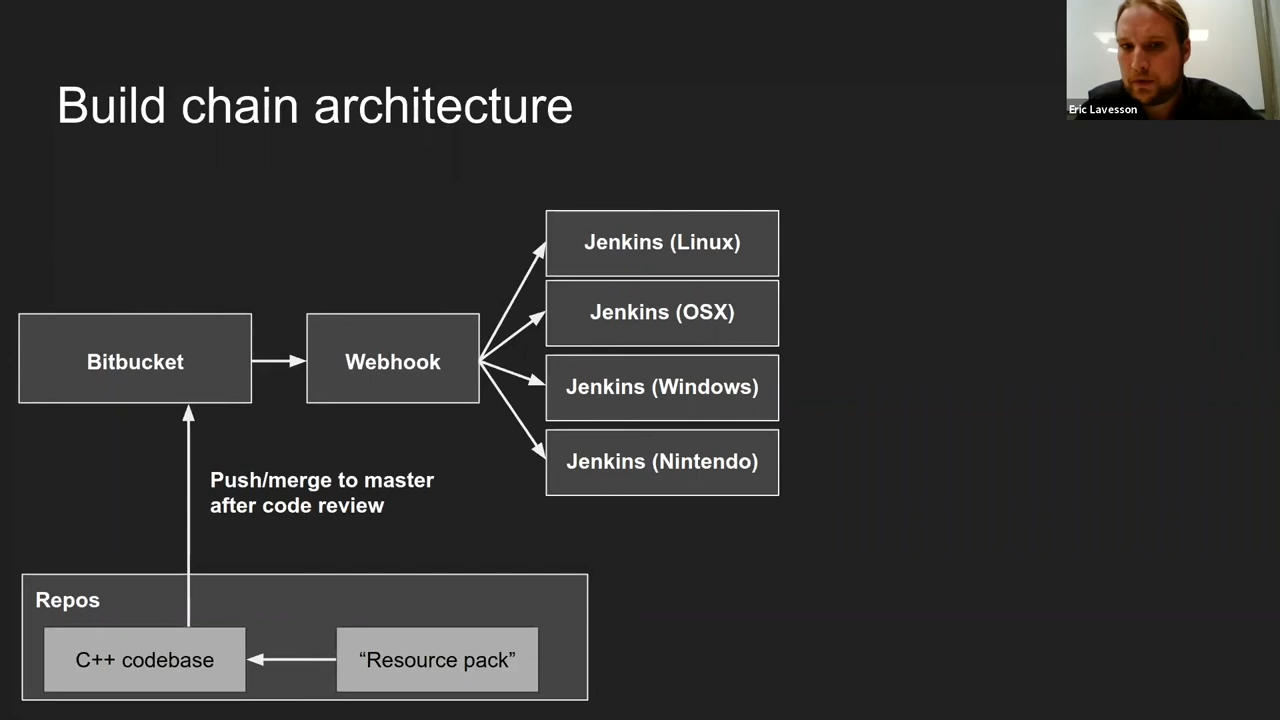 Build chain architecture
Eric Lavesson
Jenkins (Linux)
Jenkins (OSX)
Bitbucket
Webhook
Jenkins (Windows)
Jenkins (Nintendo)
Push/merge to master
after code review
Repos
C++ codebase
“Resource pack”